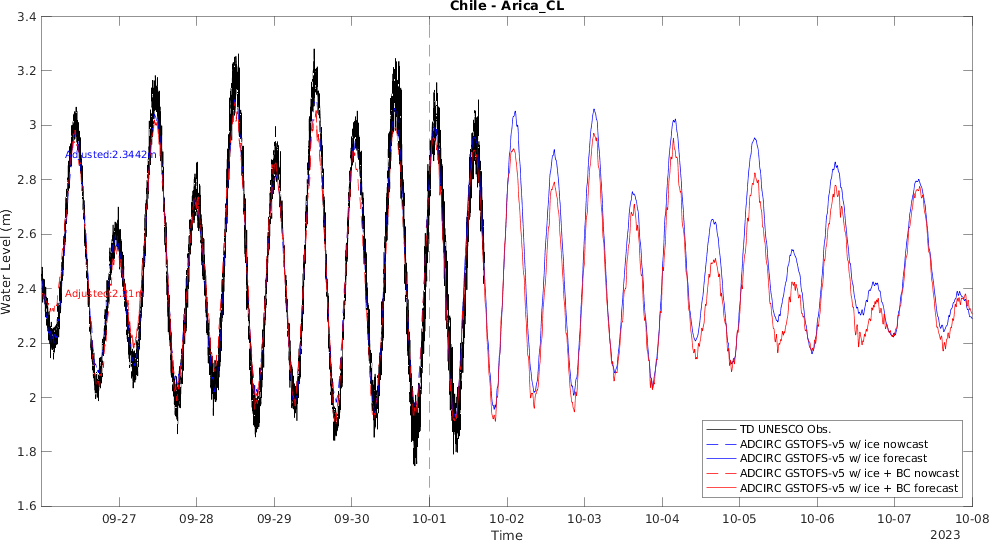 Chile - Arica_CL
3.4
3.2
3
2.8
2.6
2.4
2.2
2
1.8
1.6
Water Level (m)
Adjusted:2.3442m
Adjusted:2.31m
TD UNESCO Obs.
ADCIRC GSTOFS-v5 w/ ice nowcast
ADCIRC GSTOFS-v5 w/ ice forecast
ADCIRC GSTOFS-v5 w/ ice + BC nowcast
ADCIRC GSTOFS-v5 w/ ice + BC forecast
09-27
09-28
09-29
09-30
10-01
10-02
10-03
10-04
10-05
10-06
10-07
10-08
Time
2023